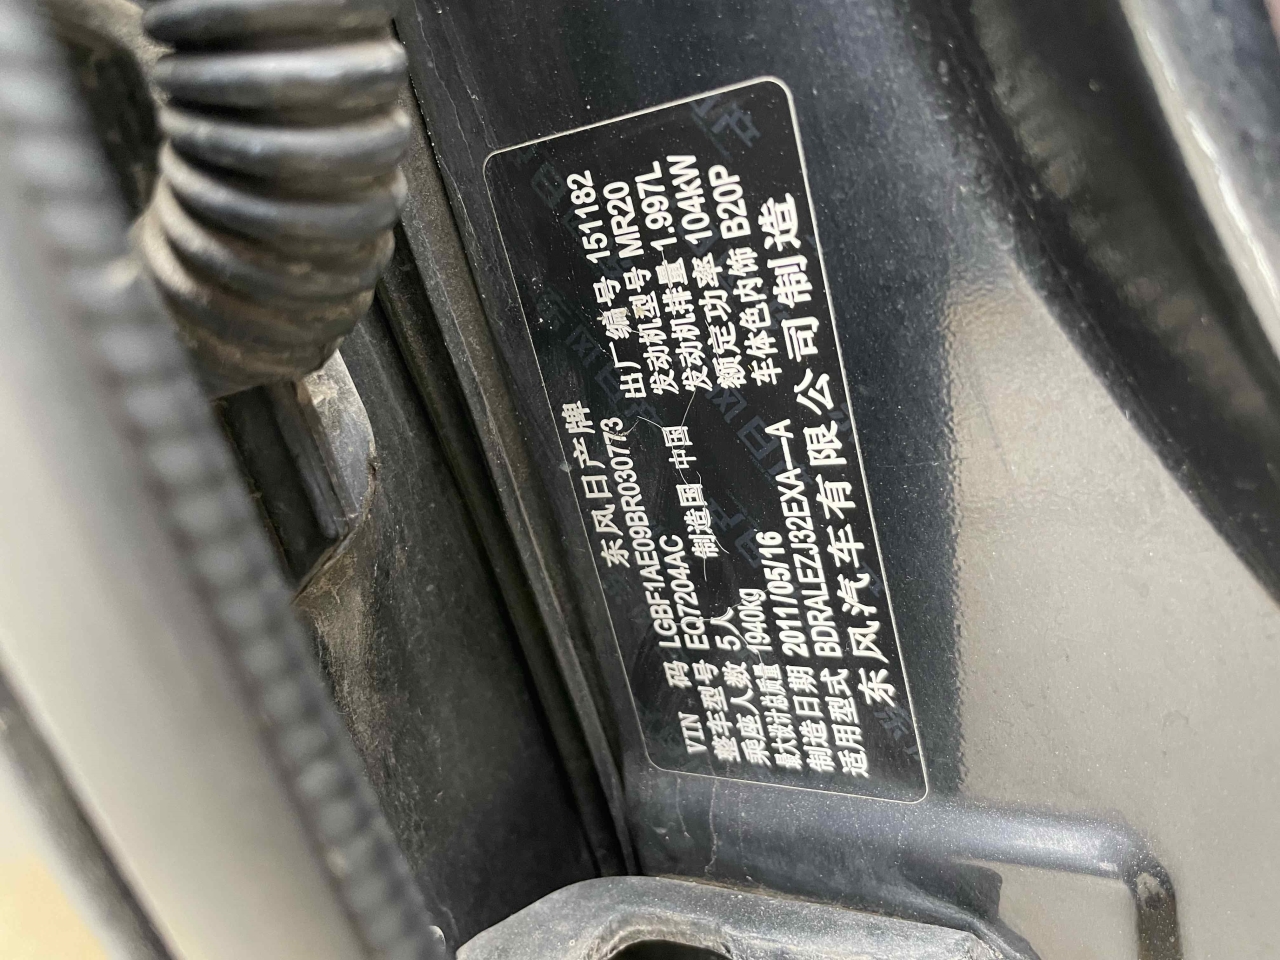 东风日产牌
VIN 码 LGBF1AE09BR030773 出厂编号 151182
整车型号 EQ7204AC 发动机型号 MR20
乘座人数 5人 制造国 中国 发动机排量 1.997L
最大设计总质量 1940kg 额定功率 104kW
制造日期 2011/05/16 车体色内饰 B20P
适用型式 BDRALEZJ32EXA—A
东风汽车有限公司制造